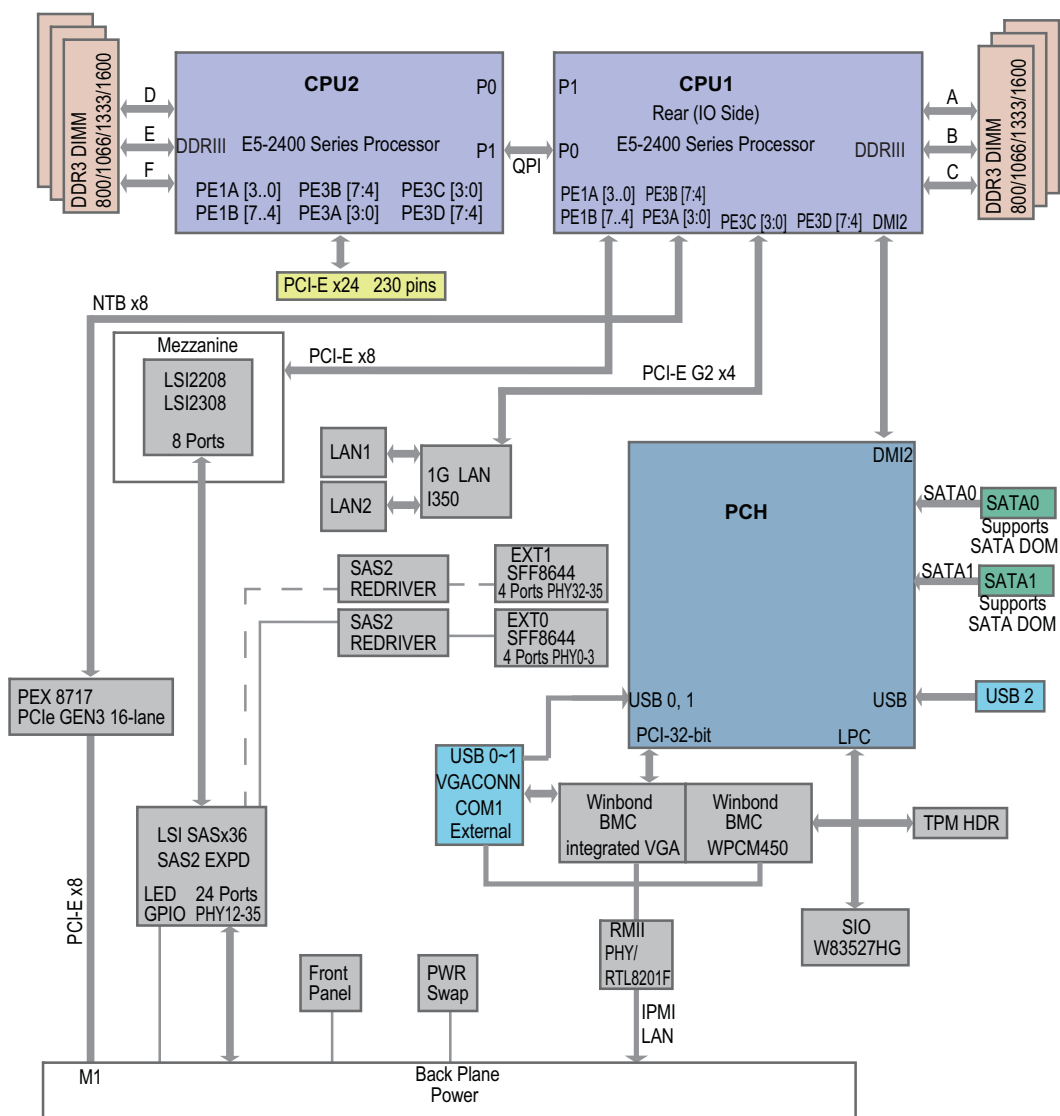 DDR3 DIMM
800/1066/1333/1600
D
E
F
CPU2
P0
DDRIII
E5-2400 Series Processor
P1
PE1A [3..0]
PE3B [7:4]
PE3C [3:0]
PE1B [7..4]
PE3A [3:0]
PE3D [7:4]
QPI
CPU1
P1
Rear (IO Side)
P0
E5-2400 Series Processor
DDRIII
PE1A [3..0]
PE3B [7:4]
PE1B [7..4]
PE3A [3:0]
PE3C [3:0]
PE3D [7:4]
DMI2
A
B
C
DDR3 DIMM
800/1066/1333/1600
PCI-E x24 230 pins
NTB x8
Mezzanine
LSI2208
LSI2308
8 Ports
PCI-E x8
PCI-E G2 x4
LAN1
LAN2
1G LAN
I350
DMI2
PCH
SATA0
SATA0
Supports
SATA DOM
SATA1
SATA1
Supports
SATA DOM
SAS2
REDRIVER
EXT1
SFF8644
4 Ports PHY32-35
SAS2
REDRIVER
EXT0
SFF8644
4 Ports PHY0-3
PEX 8717
PCIe GEN3 16-lane
USB 0, 1
USB
USB 2
PCI-32-bit
LPC
USB 0~1
VGACONN
COM1
External
Winbond
BMC
integrated VGA
Winbond
BMC
WPCM450
TPM HDR
LSI SASx36
SAS2 EXPD
LED
24 Ports
GPIO
PHY12-35
PCI-E x8
SIO
W83527HG
RMII
PHY/
RTL8201F
Front
Panel
PWR
Swap
IPMI
LAN
M1
Back Plane
Power